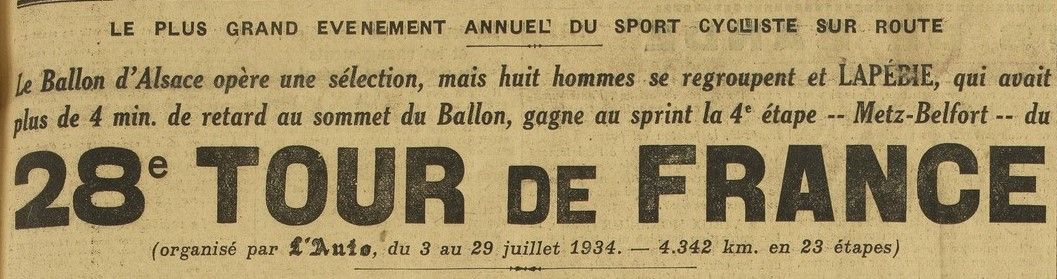 LE PLUS GRAND EVENEMENT ANNUEL DU SPORT CYCLISTE SUR ROUTE
Le Ballon d'Alsace opère une sélection, mais huit hommes se regroupent et LAPÉBIE, qui avait
plus de 4 min. de retard au sommet du Ballon, gagne au sprint la 4e étape -- Metz-Belfort -- du
28e TOUR DE FRANCE
(organisé par L'Auto, du 3 au 29 juillet 1934. — 4.342 km. en 23 étapes)